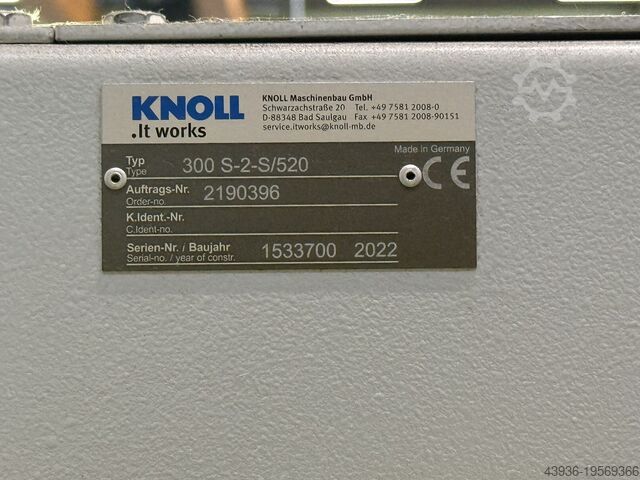 KNOLL
.It works
KNOLL Maschinenbau GmbH
Schwarzachstraße 20 Tel. +49 7581 2008-0
D-88348 Bad Saulgau Fax +49 7581 2008-90151
service.itworks@knoll-mb.de
Made in Germany
CE
Typ
Type
300 S-2-S/520
Auftrags-Nr.
Order-no.
2190396
K.Ident.-Nr.
C.Ident-no.
Serien-Nr. / Baujahr
Serial-no. / year of constr.
1533700 2022
43936-19569366